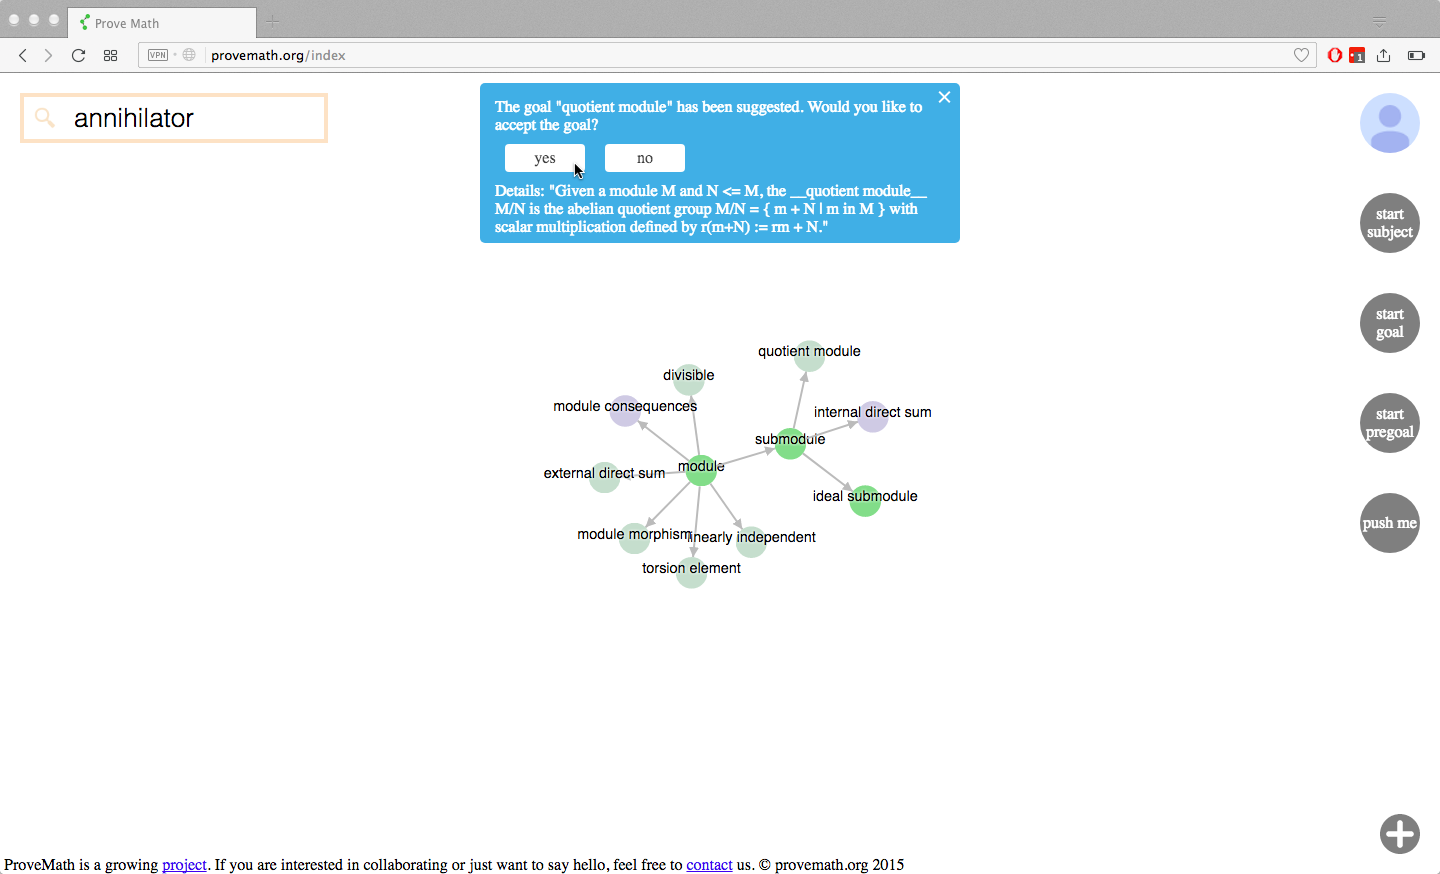 Prove Math
VPN
provemath.org/index
1
annihilator
The goal "quotient module" has been suggested. Would you like to
accept the goal?
yes
no
Details: "Given a module M and N <= M, the __quotient module__
M/N is the abelian quotient group M/N = { m + N | m in M } with
scalar multiplication defined by r(m+N) := rm + N."
start
subject
start
goal
start
pregoal
push me
quotient module
divisible
module consequences
internal direct sum
submodule
module
external direct sum
ideal submodule
module morphism
linearly independent
torsion element
ProveMath is a growing project. If you are interested in collaborating or just want to say hello, feel free to contact us. © provemath.org 2015